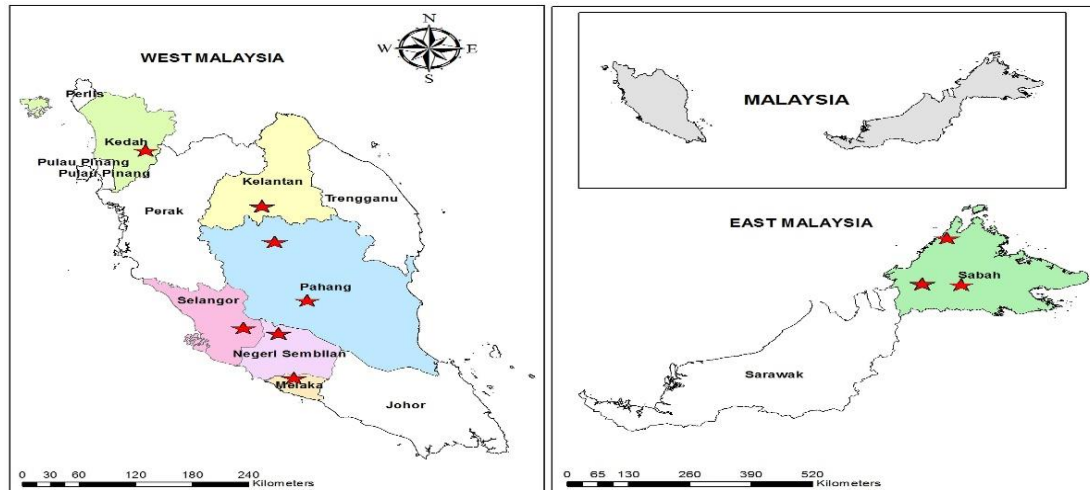 WEST MALAYSIA
N
W
E
S
Perlis
Kedah
Pulau Pinang
Pulau Pinang
Kelantan
Trengganu
Perak
Pahang
Selangor
Negeri Sembilan
Melaka
Johor
0 15 30 60 120 180 240
Kilometers
MALAYSIA
EAST MALAYSIA
Sabah
Sarawak
0 65 130 260 390 520
Kilometers